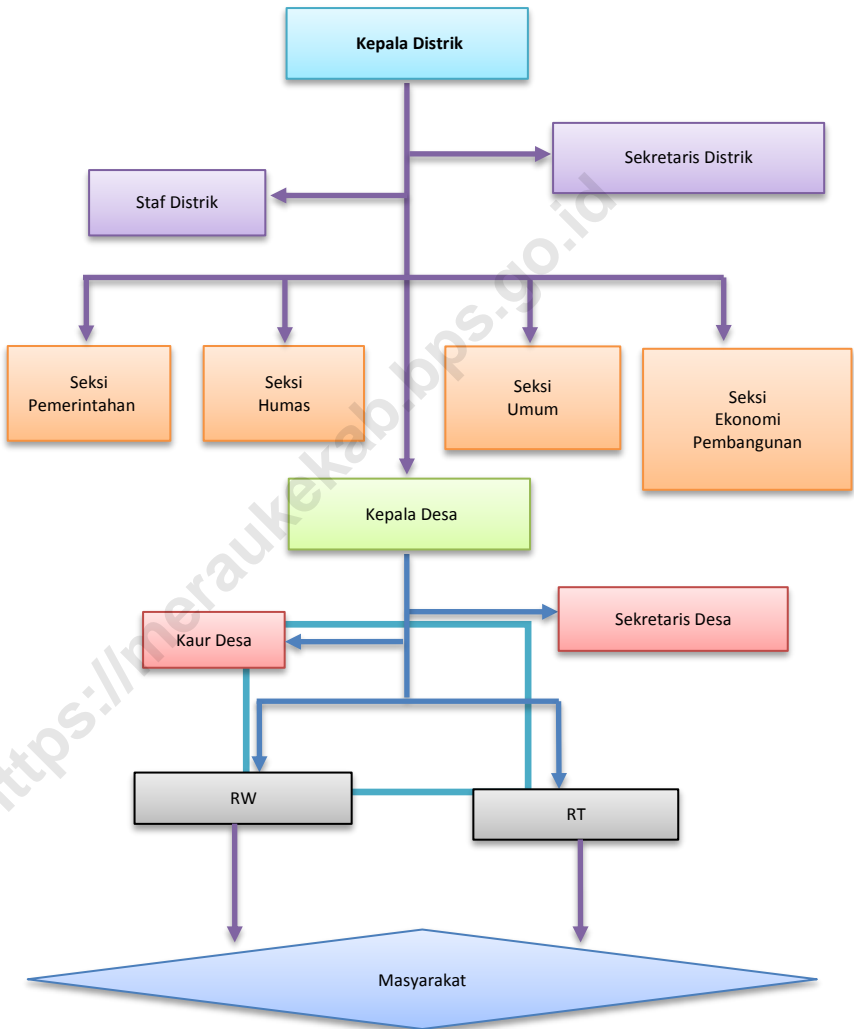 Kepala Distrik
Sekretaris Distrik
Staf Distrik
Seksi
Pemerintahan
Seksi
Humas
Seksi
Umum
Seksi
Ekonomi
Pembangunan
Kepala Desa
Sekretaris Desa
Kaur Desa
RW
RT
Masyarakat
https://meraukekab.bps.go.id